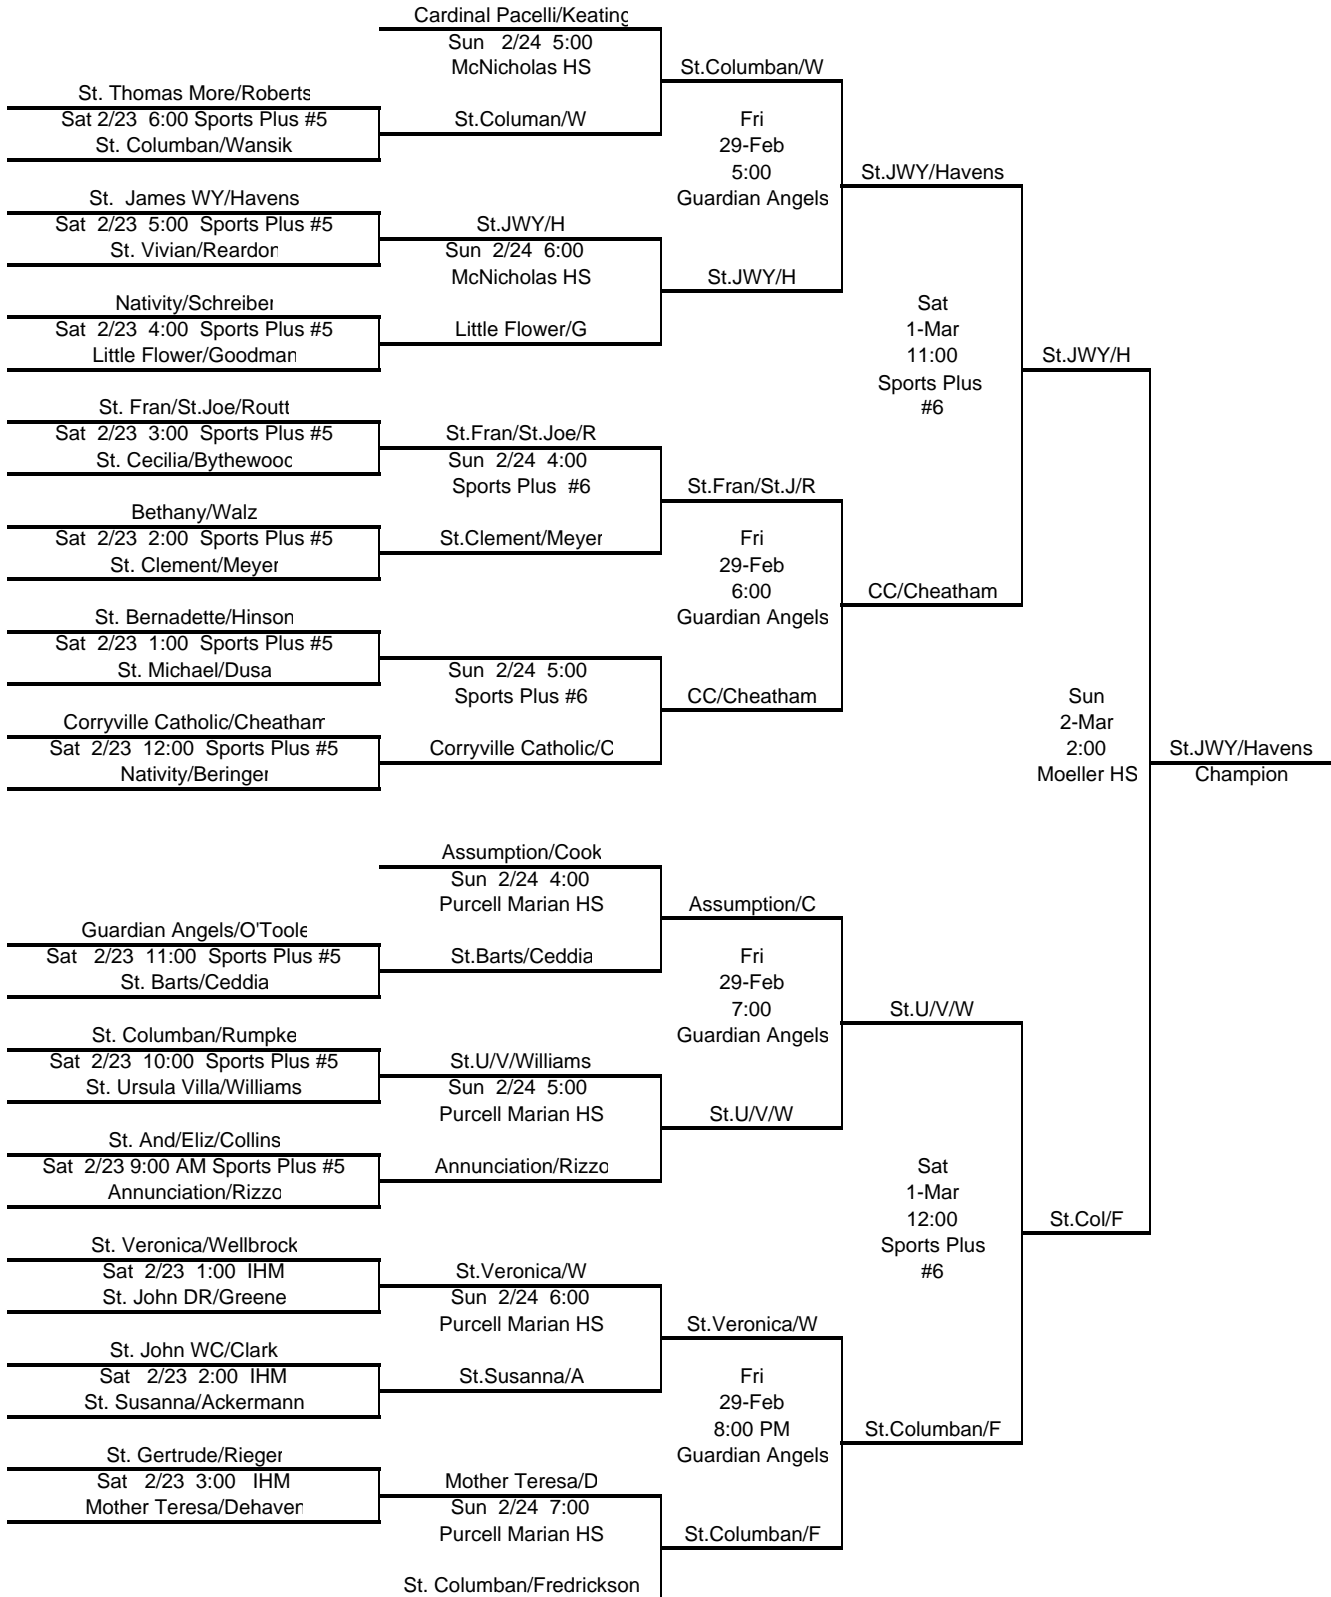 Cardinal Pacelli/Keating
Sun 2/24 5:00
McNicholas HS
St.Columban/W
St. Thomas More/Roberts
Sat 2/23 6:00 Sports Plus #5
St. Columban/Wansik
St.Columan/W
Fri
29-Feb
5:00
Guardian Angels
St.JWY/Havens
St. James WY/Havens
Sat 2/23 5:00 Sports Plus #5
St. Vivian/Reardon
St.JWY/H
Sun 2/24 6:00
McNicholas HS
St.JWY/H
Nativity/Schreiber
Sat 2/23 4:00 Sports Plus #5
Little Flower/Goodman
Little Flower/G
Sat
1-Mar
11:00
Sports Plus
#6
St.JWY/H
St. Fran/St.Joe/Routt
Sat 2/23 3:00 Sports Plus #5
St. Cecilia/Bythewood
St.Fran/St.Joe/R
Sun 2/24 4:00
Sports Plus #6
St.Fran/St.J/R
Bethany/Walz
Sat 2/23 2:00 Sports Plus #5
St. Clement/Meyer
St.Clement/Meyer
Fri
29-Feb
6:00
Guardian Angels
CC/Cheatham
St. Bernadette/Hinson
Sat 2/23 1:00 Sports Plus #5
St. Michael/Dusa
Sun 2/24 5:00
Sports Plus #6
CC/Cheatham
Corryville Catholic/Cheatham
Sat 2/23 12:00 Sports Plus #5
Nativity/Beringer
Corryville Catholic/C
Sun
2-Mar
2:00
Moeller HS
St.JWY/Havens
Champion
Assumption/Cook
Sun 2/24 4:00
Purcell Marian HS
Assumption/C
Guardian Angels/O'Toole
Sat 2/23 11:00 Sports Plus #5
St. Barts/Ceddia
St.Barts/Ceddia
Fri
29-Feb
7:00
Guardian Angels
St.U/V/W
St. Columban/Rumpke
Sat 2/23 10:00 Sports Plus #5
St. Ursula Villa/Williams
St.U/V/Williams
Sun 2/24 5:00
Purcell Marian HS
St.U/V/W
St. And/Eliz/Collins
Sat 2/23 9:00 AM Sports Plus #5
Annunciation/Rizzo
Annunciation/Rizzo
Sat
1-Mar
12:00
Sports Plus
#6
St.Col/F
St. Veronica/Wellbrock
Sat 2/23 1:00 IHM
St. John DR/Greene
St.Veronica/W
Sun 2/24 6:00
Purcell Marian HS
St.Veronica/W
St. John WC/Clark
Sat 2/23 2:00 IHM
St. Susanna/Ackermann
St.Susanna/A
Fri
29-Feb
8:00 PM
Guardian Angels
St.Columban/F
St. Gertrude/Rieger
Sat 2/23 3:00 IHM
Mother Teresa/Dehaven
Mother Teresa/D
Sun 2/24 7:00
Purcell Marian HS
St.Columban/F
St. Columban/Fredrickson